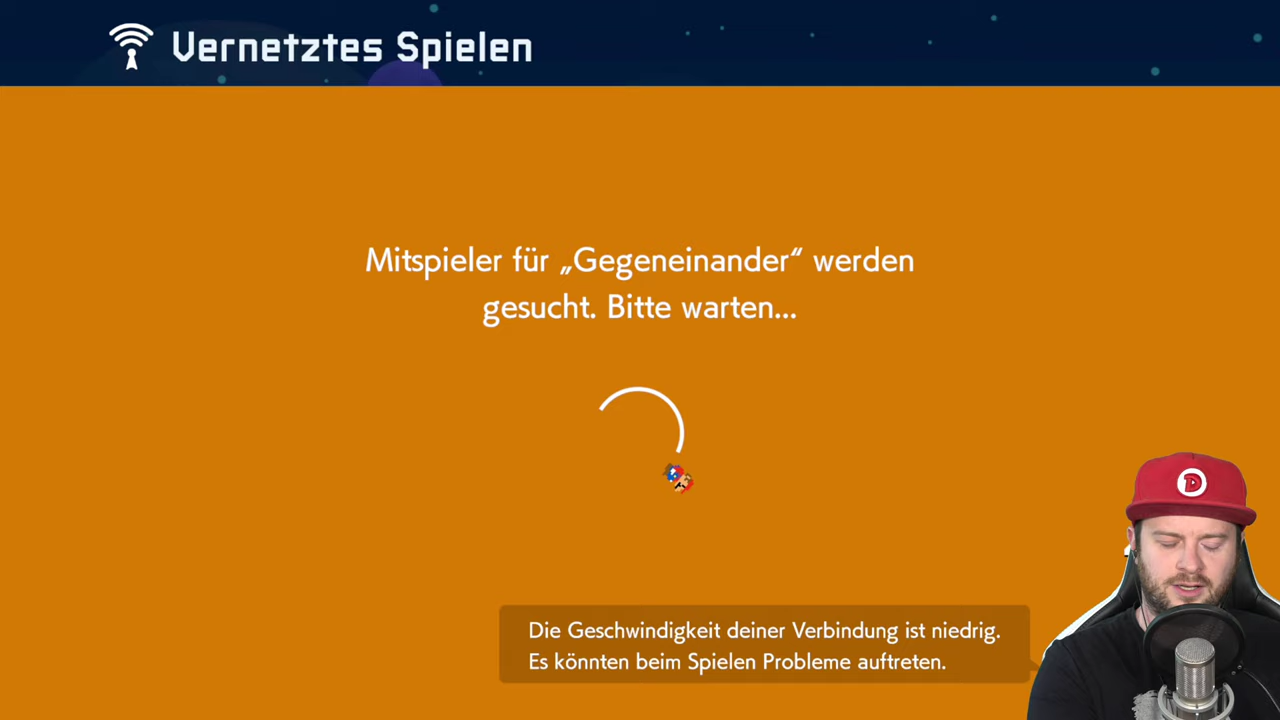 Vernetztes Spielen
Mitspieler für „Gegeneinander“ werden
gesucht. Bitte warten...
D
Die Geschwindigkeit deiner Verbindung ist niedrig.
Es könnten beim Spielen Probleme auftreten.